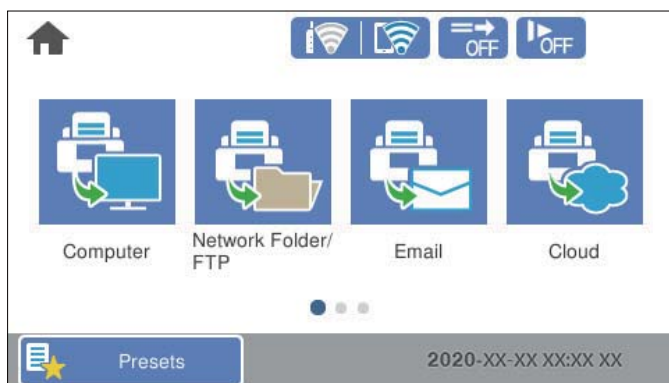 OFF
OFF
Computer
Network Folder/
FTP
Email
Cloud
Presets
2020-XX-XX XX:XX XX